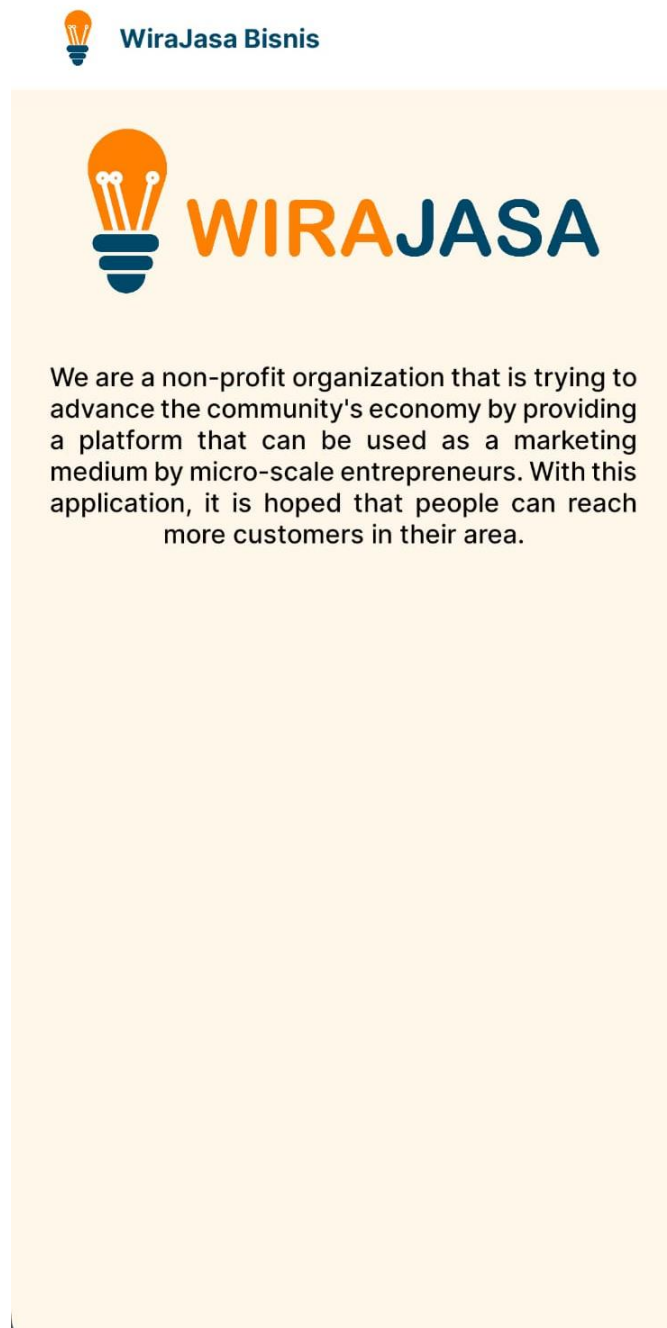 WiraJasa Bisnis
WIRAJASA
We are a non-profit organization that is trying to
advance the community's economy by providing
a platform that can be used as a marketing
medium by micro-scale entrepreneurs. With this
application, it is hoped that people can reach
more customers in their area.